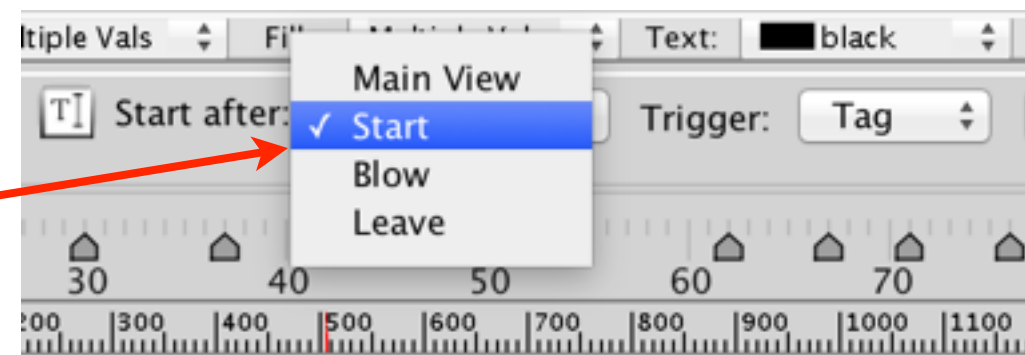 ltiple Vals Fill: Text: black
Main View
Start after: ✓ Start Trigger: Tag
Blow
Leave
30 40 50 60 70
200 300 400 500 600 700 800 900 1000 1100